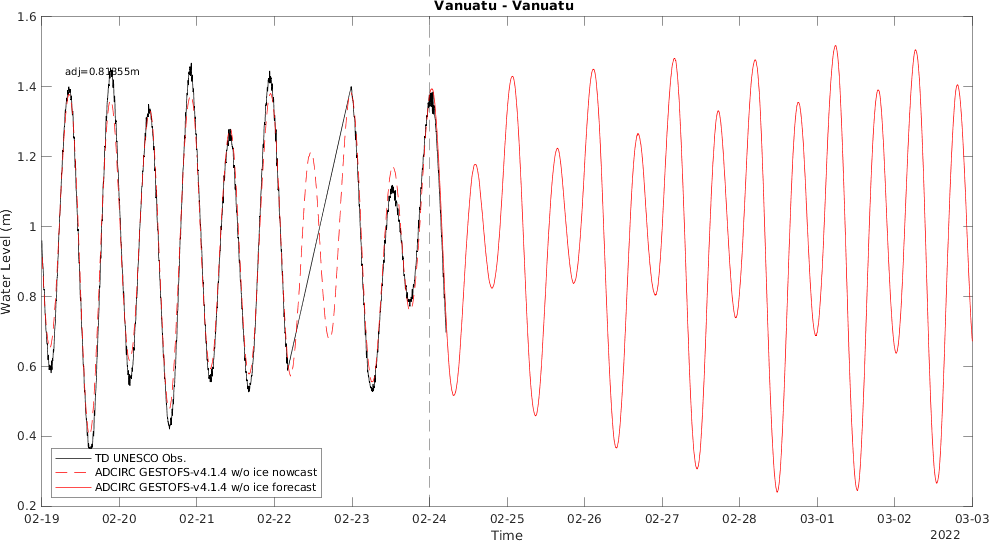 Vanuatu - Vanuatu
1.6
1.4
1.2
1
0.8
0.6
0.4
0.2
Water Level (m)
adj=0.81355m
TD UNESCO Obs.
ADCIRC GESTOFS-v4.1.4 w/o ice nowcast
ADCIRC GESTOFS-v4.1.4 w/o ice forecast
02-19 02-20 02-21 02-22 02-23 02-24 02-25 02-26 02-27 02-28 03-01 03-02 03-03
Time
2022